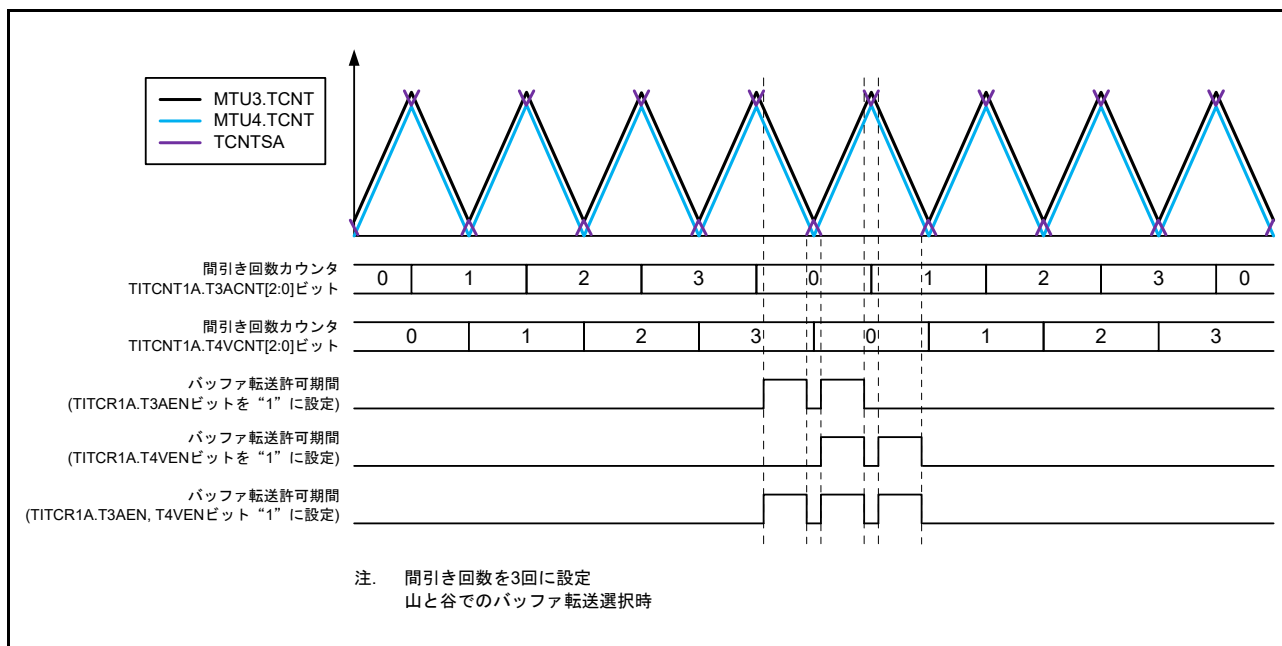 MTU3.TCNT
MTU4.TCNT
TCNTSA
間引き回数カウンタ
TITCNT1A.T3ACNT[2:0]ビット
0 1 2 3 0 1 2 3 0
間引き回数カウンタ
TITCNT1A.T4VCNT[2:0]ビット
0 1 2 3 0 1 2 3
バッファ転送許可期間
(TITCR1A.T3AENビットを“1”に設定)
バッファ転送許可期間
(TITCR1A.T4VENビットを“1”に設定)
バッファ転送許可期間
(TITCR1A.T3AEN, T4VENビット“1”に設定)
注. 間引き回数を3回に設定
山と谷でのバッファ転送選択時